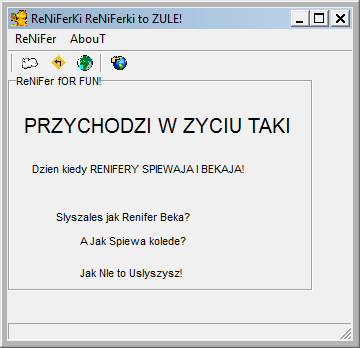 ReNiFerKi ReNiFerki to ZULE!
ReNiFer AbouT
ReNiFer fOR FUN!
PRZYCHODZI W ZYCIU TAKI
Dzien kiedy RENIFERY SPIEWAJA I BEKAJA!
Slyszales jak Renifer Beka?
A Jak Spiewa kolede?
Jak NIe to Uslyszysz!